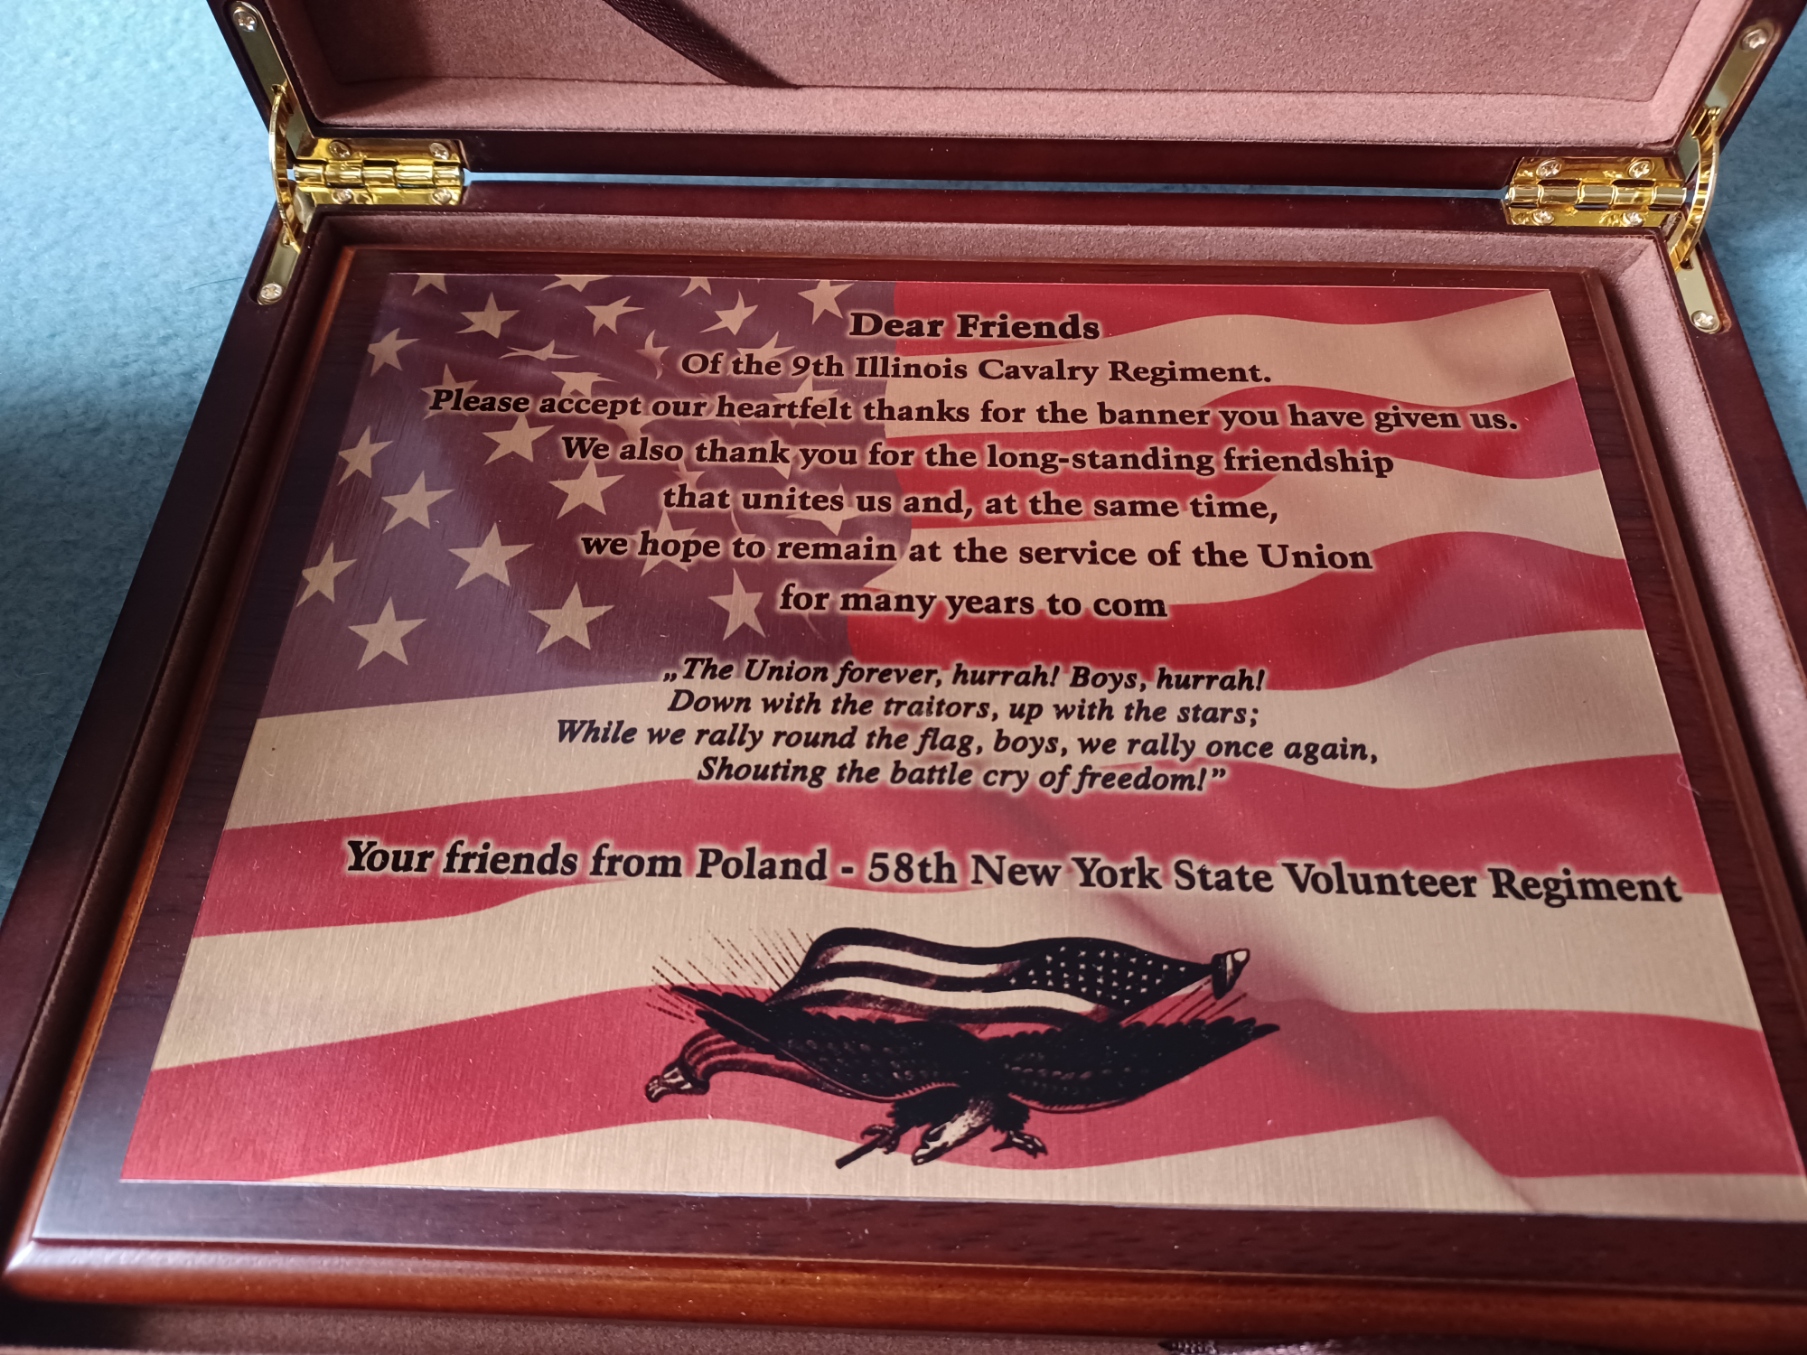 Dear Friends
Of the 9th Illinois Cavalry Regiment.
Please accept our heartfelt thanks for the banner you have given us.
We also thank you for the long-standing friendship
that unites us and, at the same time,
we hope to remain at the service of the Union
for many years to com
„The Union forever, hurrah! Boys, hurrah!
Down with the traitors, up with the stars;
While we rally round the flag, boys, we rally once again,
Shouting the battle cry of freedom!”
Your friends from Poland - 58th New York State Volunteer Regiment